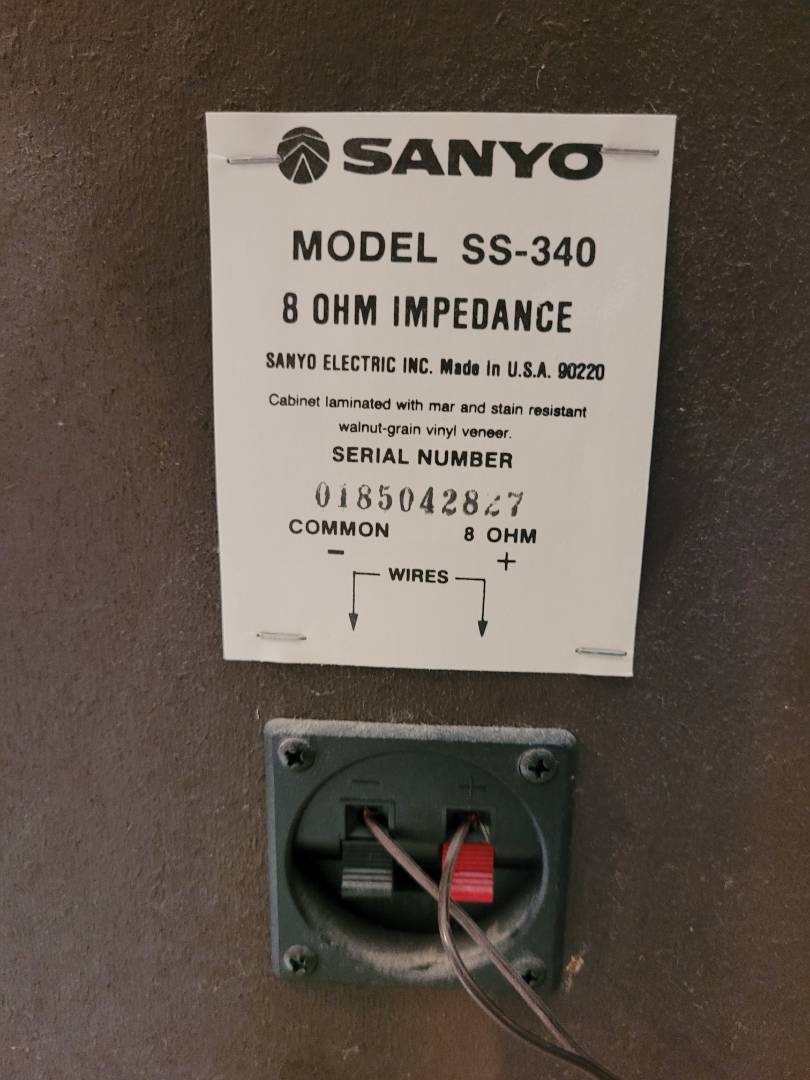 SANYO
MODEL SS-340
8 OHM IMPEDANCE
SANYO ELECTRIC INC. Made in U.S.A. 90220
Cabinet laminated with mar and stain resistant
walnut-grain vinyl veneer.
SERIAL NUMBER
COMMON 8 OHM
- +
WIRES
- +